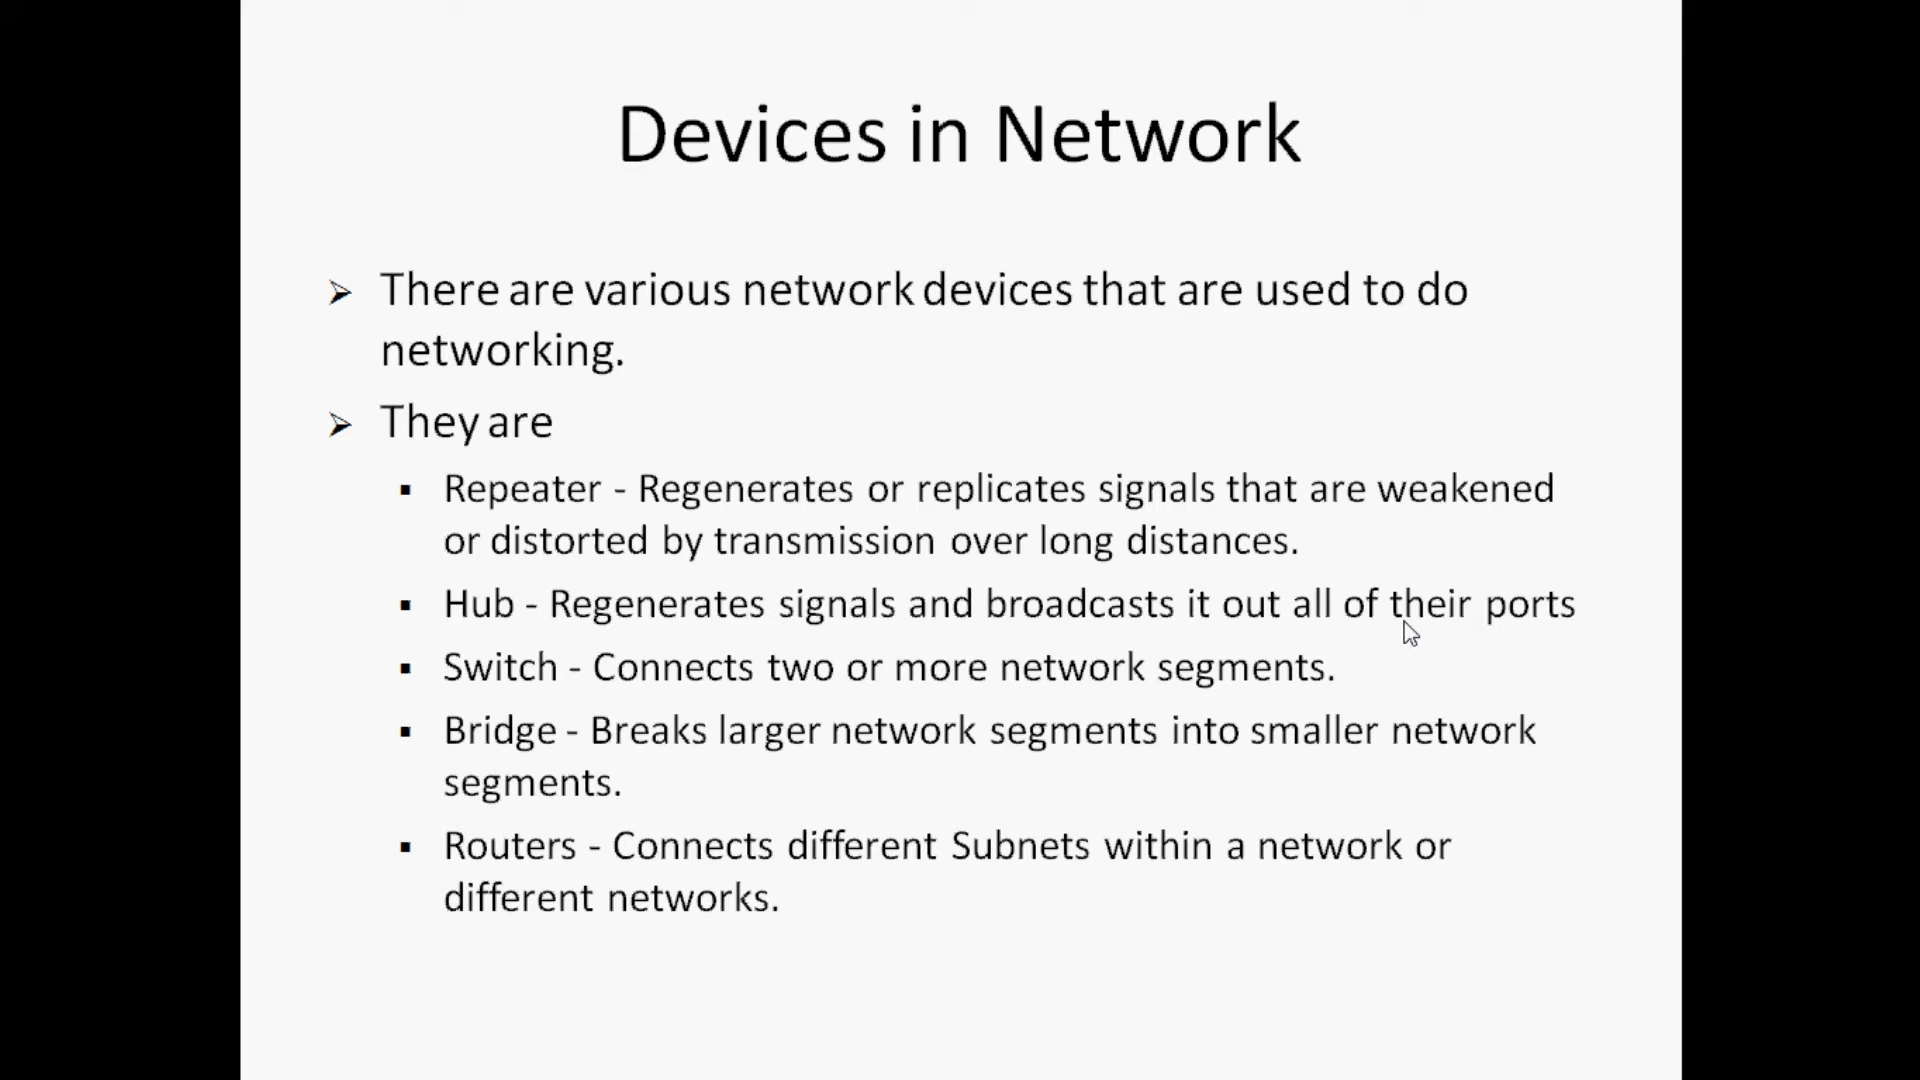 Devices in Network
There are various network devices that are used to do
networking.
They are
Repeater - Regenerates or replicates signals that are weakened
or distorted by transmission over long distances.
Hub - Regenerates signals and broadcasts it out all of their ports
Switch - Connects two or more network segments.
Bridge - Breaks larger network segments into smaller network
segments.
Routers - Connects different Subnets within a network or
different networks.